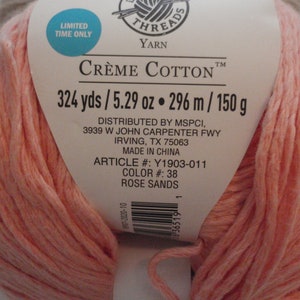 LIMITED
TIME ONLY
THREADS
YARN
CRÈME COTTON™
324 yds / 5.29 oz • 296 m / 150 g
DISTRIBUTED BY MSPCI,
3939 W JOHN CARPENTER FWY
IRVING, TX 75063
MADE IN CHINA
ARTICLE #: Y1903-011
COLOR #: 38
ROSE SANDS